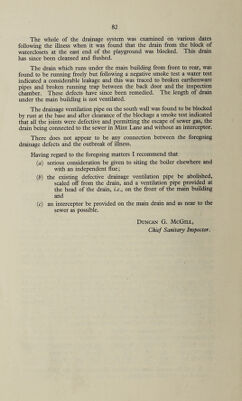 82
The whole of the drainage system was examined on various dates
following the illness when it was found that the drain from the block of
waterclosets at the east end of the playground was blocked. This drain
has since been cleansed and flushed.
The drain which runs under the main building from front to rear, was
found to be running freely but following a negative smoke test a water test
indicated a considerable leakage and this was traced to broken earthenware
pipes and broken running trap between the back door and the inspection
chamber. These defects have since been remedied. The length of drain
under the main building is not ventilated.
The drainage ventilation pipe on the south wall was found to be blocked
by rust at the base and after clearance of the blockage a smoke test indicated
that all the joints were defective and permitting the escape of sewer gas, the
drain being connected to the sewer in Mint Lane and without an interceptor.
There does not appear to be any connection between the foregoing
drainage defects and the outbreak of illness.
Having regard to the foregoing matters I recommend that
(a) serious consideration be given to siting the boiler elsewhere and
with an independent flue;
(b) the existing defective drainage ventilation pipe be abolished,
sealed off from the drain, and a ventilation pipe provided at
the head of the drain, i.e., on the front of the main building
and
(c) an interceptor be provided on the main drain and as near to the
sewer as possible.
Duncan G. McGill,
Chief Sanitary Inspector.